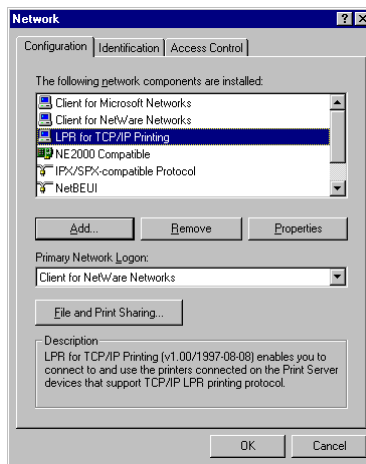 Network
Configuration Identification Access Control
The following network components are installed:
Client for Microsoft Networks
Client for NetWare Networks
LPR for TCP/IP Printing
NE2000 Compatible
IPX/SPX-compatible Protocol
NetBEUI
Add... Remove Properties
Primary Network Logon:
Client for NetWare Networks
File and Print Sharing...
Description
LPR for TCP/IP Printing (v1.00/1997-08-08) enables you to
connect to and use the printers connected on the Print Server
devices that support TCP/IP LPR printing protocol.
OK Cancel